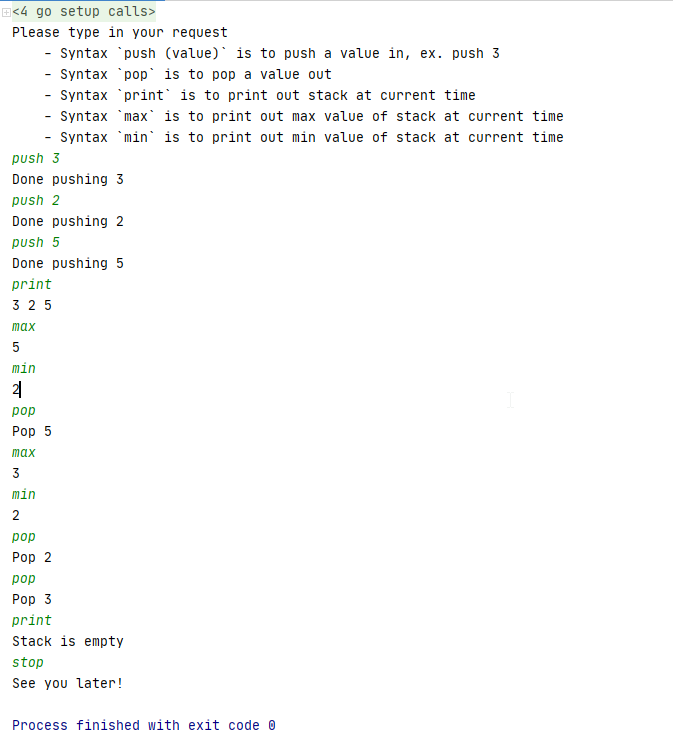 <4 go setup calls>
Please type in your request
    - Syntax `push (value)` is to push a value in, ex. push 3
    - Syntax `pop` is to pop a value out
    - Syntax `print` is to print out stack at current time
    - Syntax `max` is to print out max value of stack at current time
    - Syntax `min` is to print out min value of stack at current time
push 3
Done pushing 3
push 2
Done pushing 2
push 5
Done pushing 5
print
3 2 5
max
5
min
2
pop
Pop 5
max
3
min
2
pop
Pop 2
pop
Pop 3
print
Stack is empty
stop
See you later!
Process finished with exit code 0